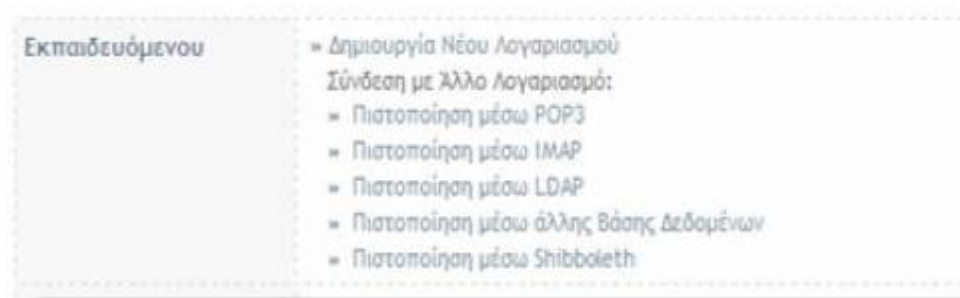 Εκπαιδευόμενου
» Δημιουργία Νέου Λογαριασμού
Σύνδεση με Άλλο Λογαριασμό:
» Πιστοποίηση μέσω POP3
» Πιστοποίηση μέσω IMAP
» Πιστοποίηση μέσω LDAP
» Πιστοποίηση μέσω άλλης Βάσης Δεδομένων
» Πιστοποίηση μέσω Shibboleth